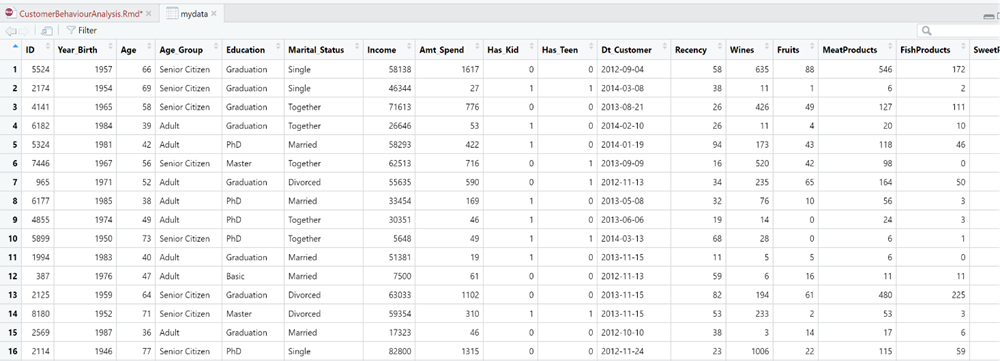 CustomerBehaviourAnalysis.Rmd* mydata
Filter
ID Year_Birth Age Age_Group Education Marital_Status Income Amt_Spend Has_Kid Has_Teen Dt_Customer Recency Wines Fruits MeatProducts FishProducts
1 5524 1957 66 Senior Citizen Graduation Single 58138 1617 0 0 2012-09-04 58 635 88 546 172
2 2174 1954 69 Senior Citizen Graduation Single 46344 27 1 1 2014-03-08 38 11 1 6 2
3 4141 1965 58 Senior Citizen Graduation Together 71613 776 0 0 2013-08-21 26 426 49 127 111
4 6182 1984 39 Adult Graduation Together 26646 53 1 0 2014-02-10 26 11 4 20 10
5 5324 1981 42 Adult PhD Married 58293 422 1 0 2014-01-19 94 173 43 118 46
6 7446 1967 56 Senior Citizen Master Together 62513 716 0 1 2013-09-09 16 520 42 98 0
7 965 1971 52 Adult Graduation Divorced 55635 590 0 1 2012-11-13 34 235 65 164 50
8 6177 1985 38 Adult PhD Married 33454 169 1 0 2013-05-08 32 76 10 56 3
9 4855 1974 49 Adult PhD Together 30351 46 1 0 2013-06-06 19 14 0 24 3
10 5899 1950 73 Senior Citizen PhD Together 5648 49 1 1 2014-03-13 68 28 0 6 1
11 1994 1983 40 Adult Graduation Married 51381 19 1 0 2013-11-15 11 5 5 6 0
12 387 1976 47 Adult Basic Married 7500 61 0 0 2012-11-13 59 6 16 11 11
13 2125 1959 64 Senior Citizen Graduation Divorced 63033 1102 0 0 2013-11-15 82 194 61 480 225
14 8180 1952 71 Senior Citizen Master Divorced 59354 310 1 1 2013-11-15 53 233 2 53 3
15 2569 1987 36 Adult Graduation Married 17323 46 0 0 2012-10-10 38 3 14 17 6
16 2114 1946 77 Senior Citizen PhD Single 82800 1315 0 0 2012-11-24 23 1006 22 115 59